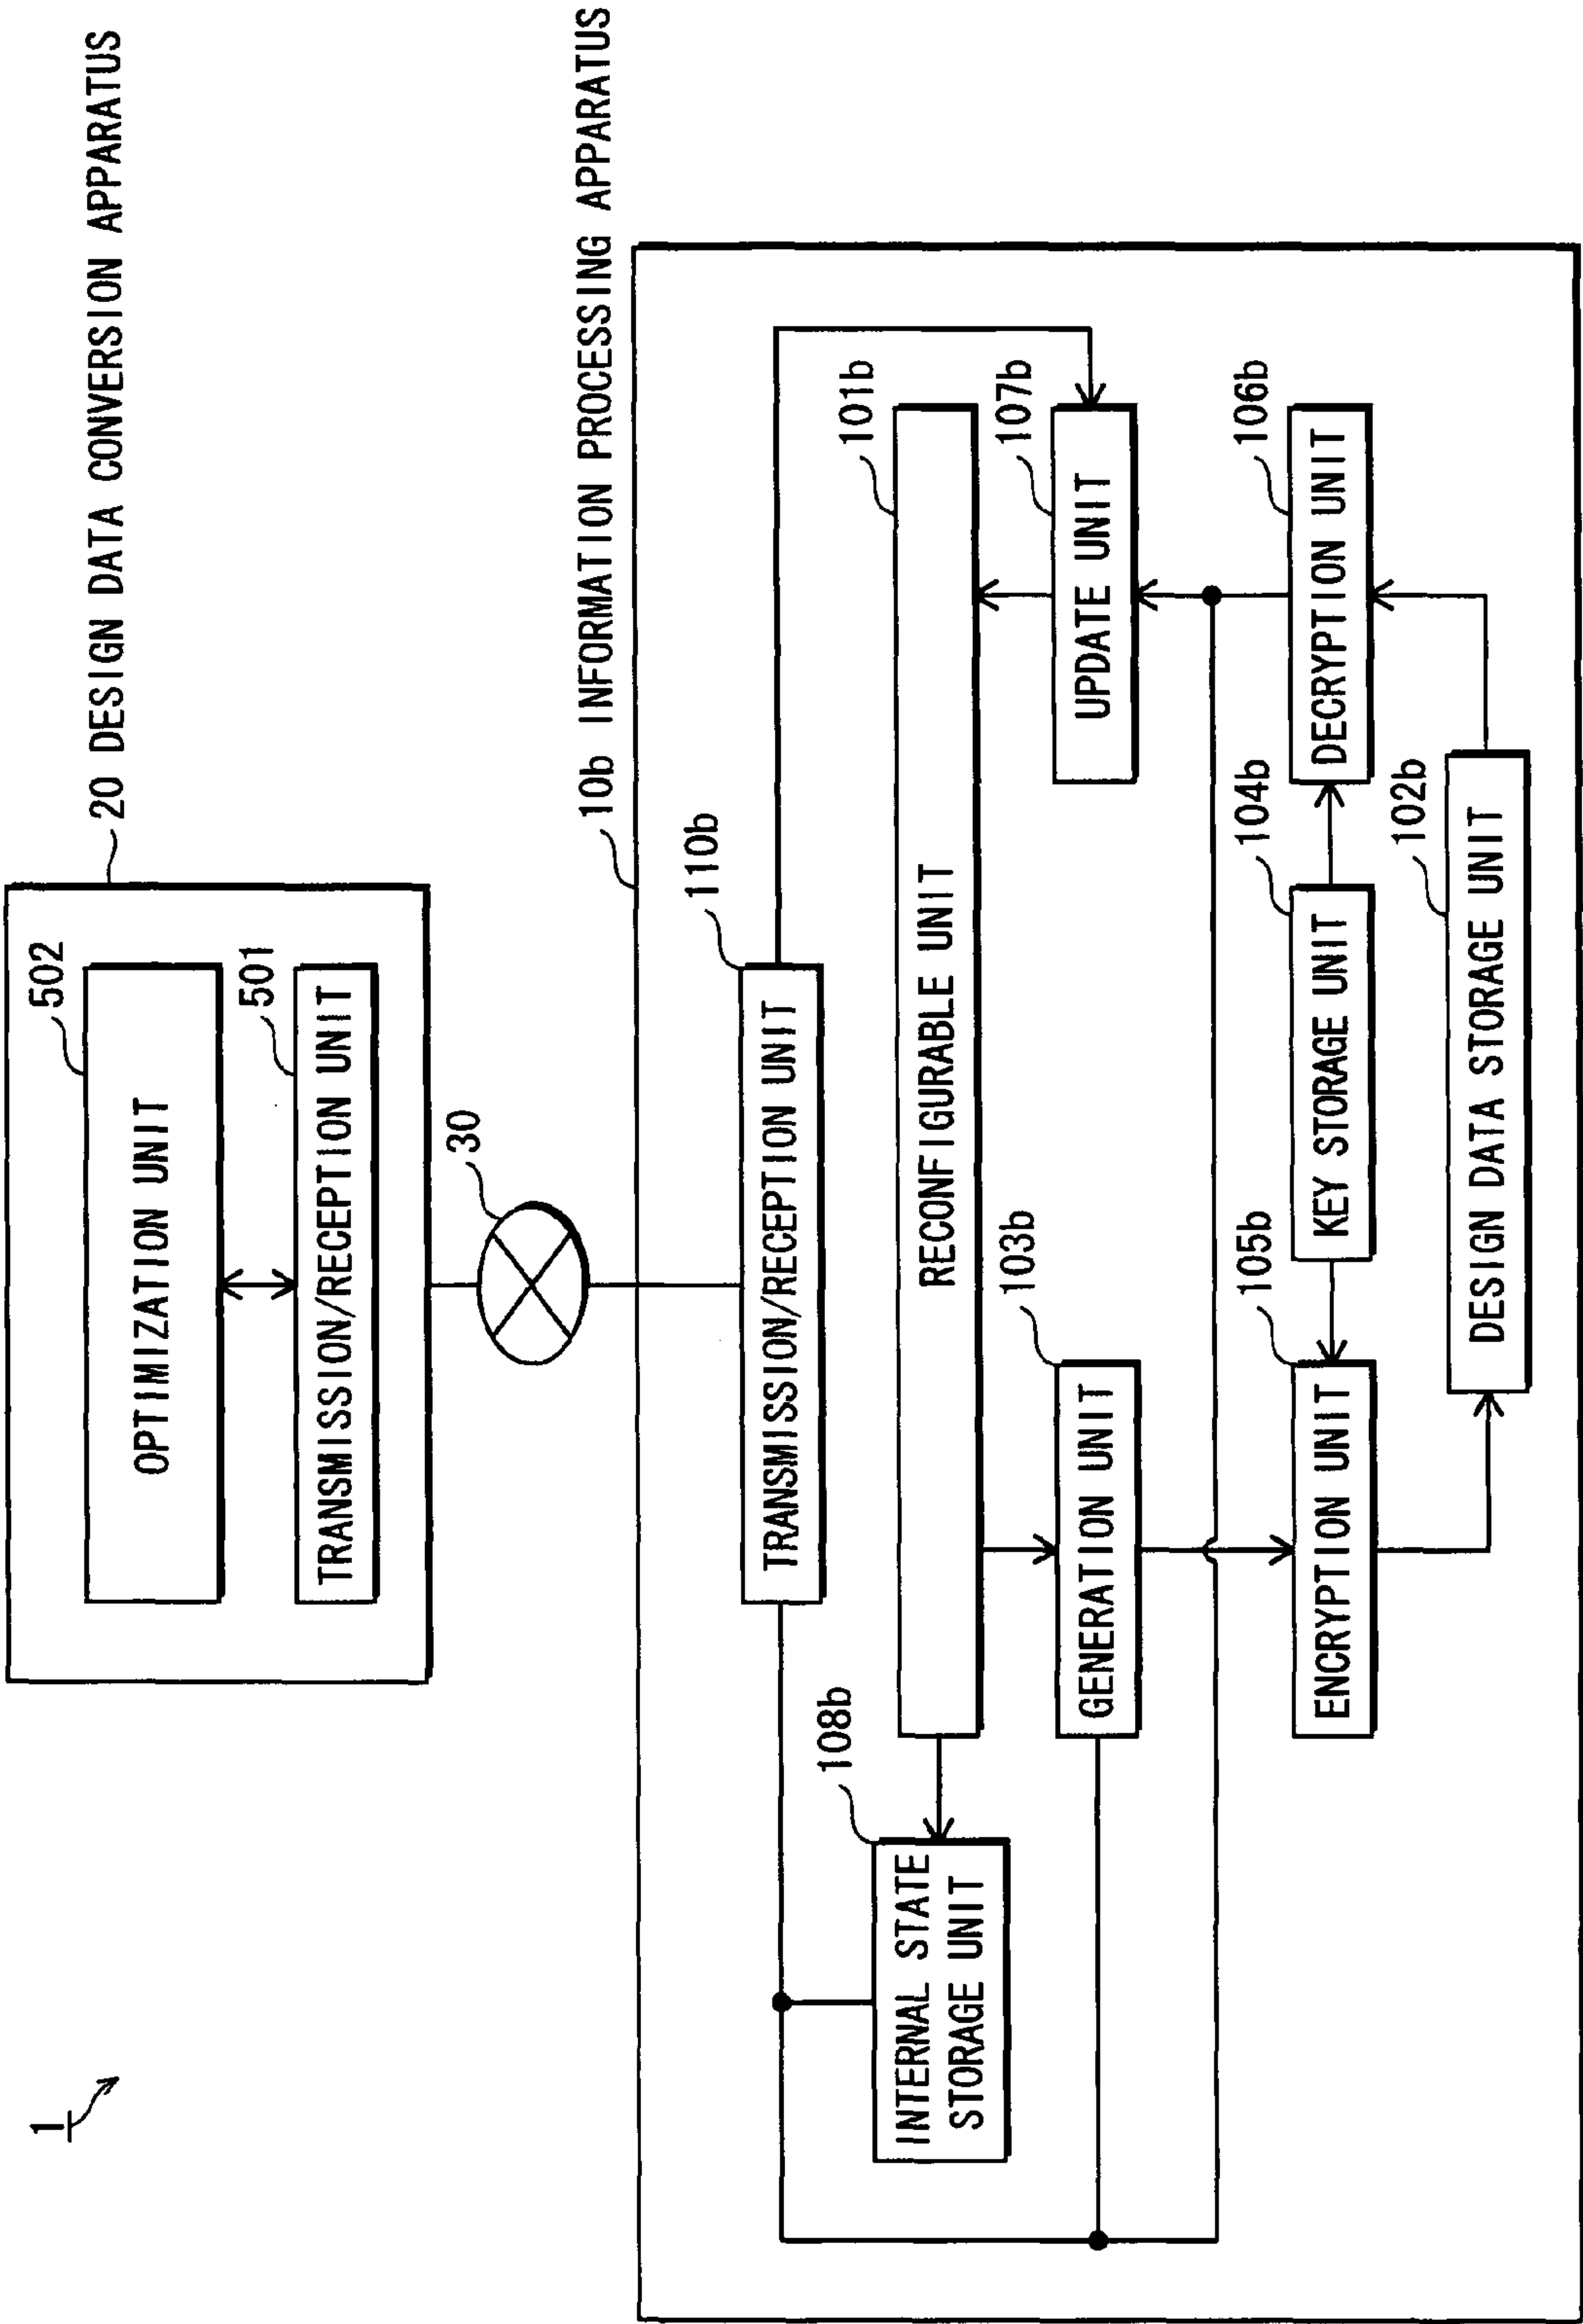 1
20 DESIGN DATA CONVERSION APPARATUS
502
OPTIMIZATION UNIT
501
TRANSMISSION/RECEPTION UNIT
30
10b INFORMATION PROCESSING APPARATUS
110b
TRANSMISSION/RECEPTION UNIT
108b
INTERNAL STATE
STORAGE UNIT
101b
RECONFIGURABLE UNIT
103b
GENERATION UNIT
107b
UPDATE UNIT
105b
ENCRYPTION UNIT
104b
KEY STORAGE UNIT
106b
DECRYPTION UNIT
102b
DESIGN DATA STORAGE UNIT